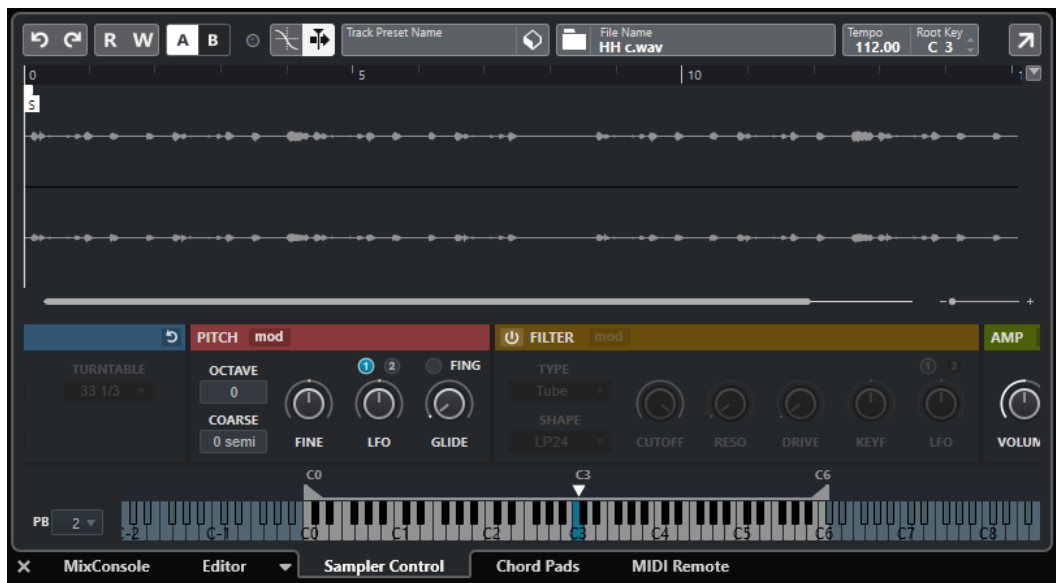 R W A B Track Preset Name File Name HH c.wav Tempo 112.00 Root Key C 3
0 5 10 1
S
- +
PITCH mod FILTER mod AMP
TURNTABLE 33 1/3
OCTAVE 0
COARSE 0 semi
FINE
1 2
LFO
FING
GLIDE
TYPE
Tube
SHAPE
LP24
CUTOFF RESO DRIVE KEYF
1 2
LFO
VOLUM
C0 C3 C6
PB 2
C-2 C-1 C0 C1 C2 C3 C4 C5 C6 C7 C8
MixConsole Editor Sampler Control Chord Pads MIDI Remote